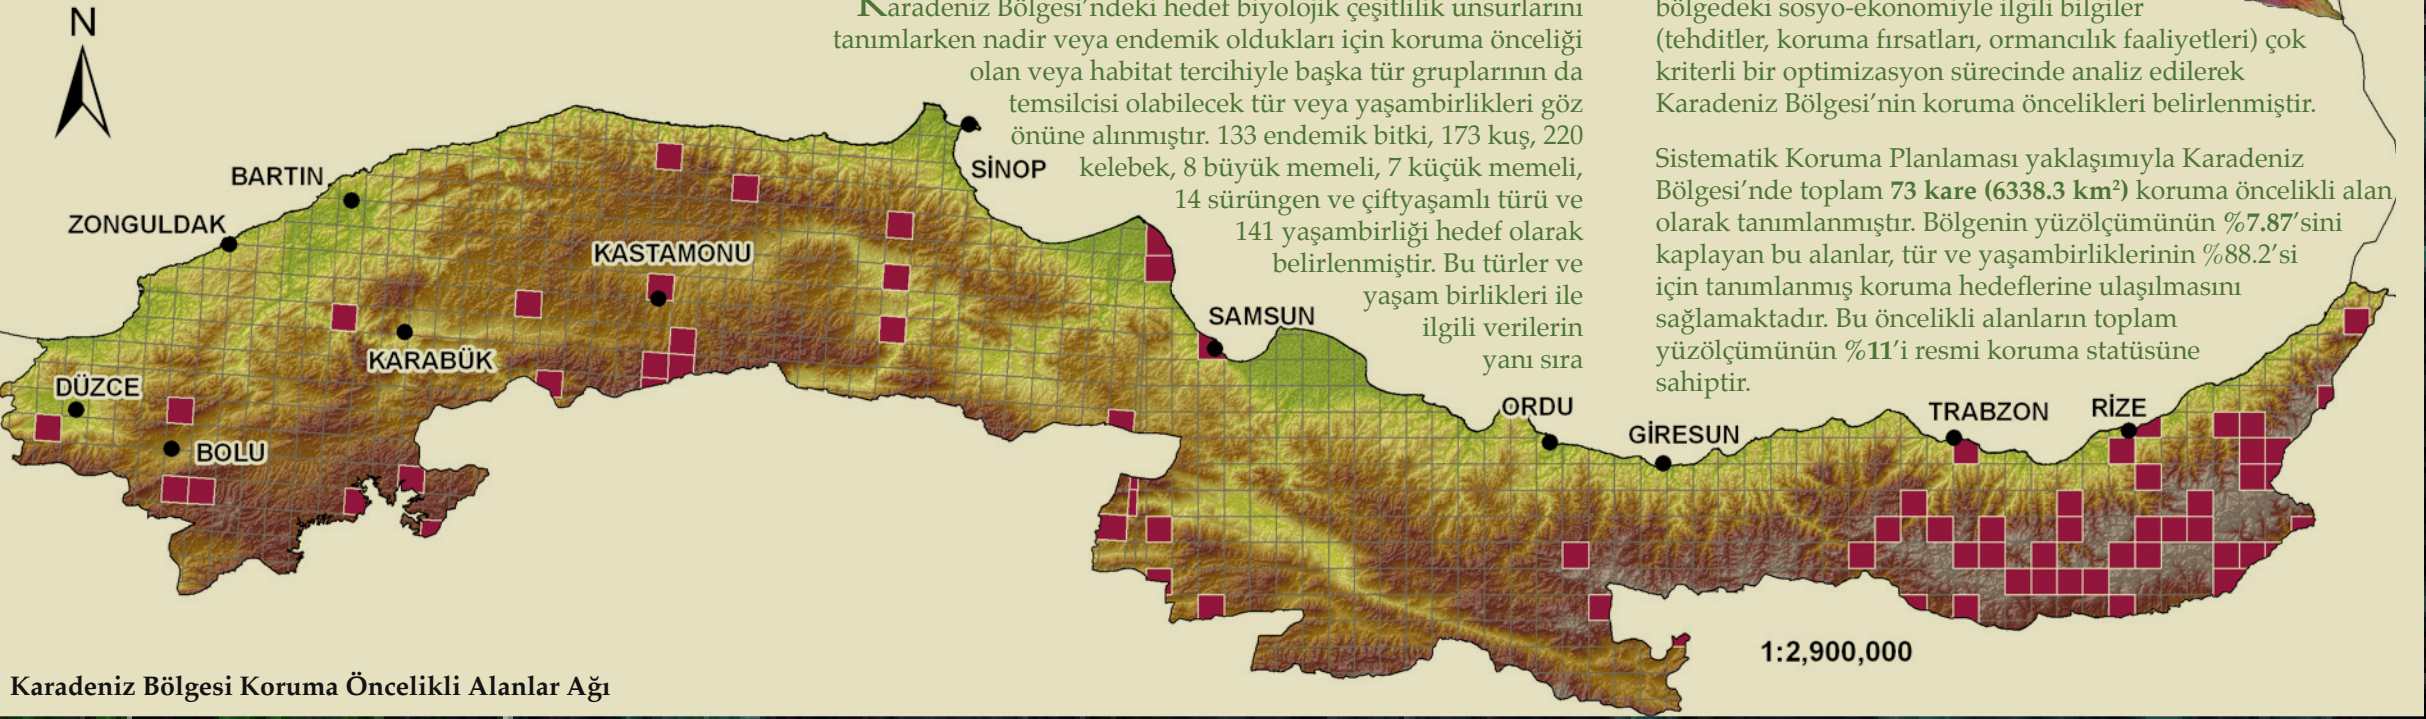 N
Karadeniz Bölgesi'ndeki hedef biyolojik çeşitlilik unsurlarını
tanımlarken nadir veya endemik oldukları için koruma önceliği
olan veya habitat tercihiyle başka tür gruplarının da
temsilcisi olabilecek tür veya yaşambirlikleri göz
önüne alınmıştır. 133 endemik bitki, 173 kuş, 220
kelebek, 8 büyük memeli, 7 küçük memeli,
14 sürüngen ve çiftyaşamlı türü ve
141 yaşambirliği hedef olarak
belirlenmiştir. Bu türler ve
yaşam birlikleri ile
ilgili verilerin
yanı sıra
bölgedeki sosyo-ekonomiyle ilgili bilgiler
(tehditler, koruma fırsatları, ormancılık faaliyetleri) çok
kriterli bir optimizasyon sürecinde analiz edilerek
Karadeniz Bölgesi'nin koruma öncelikleri belirlenmiştir.
Sistematik Koruma Planlaması yaklaşımıyla Karadeniz
Bölgesi'nde toplam 73 kare (6338.3 km²) koruma öncelikli alan
olarak tanımlanmıştır. Bölgenin yüzölçümünün %7.87'sini
kaplayan bu alanlar, tür ve yaşambirliklerinin %88.2'si
için tanımlanmış koruma hedeflerine ulaşılmasını
sağlamaktadır. Bu öncelikli alanların toplam
yüzölçümünün %11'i resmi koruma statüsüne
sahiptir.
BARTIN
ZONGULDAK
SİNOP
KASTAMONU
KARABÜK
DÜZCE
BOLU
SAMSUN
ORDU
GİRESUN
TRABZON
RİZE
1:2,900,000
Karadeniz Bölgesi Koruma Öncelikli Alanlar Ağı